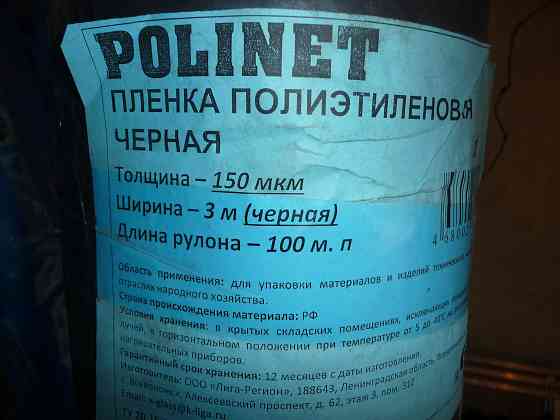 POLINET
ПЛЕНКА ПОЛИЭТИЛЕНОВАЯ
ЧЕРНАЯ
Толщина – 150 мкм
Ширина – 3 м (черная)
Длина рулона – 100 м. п
Область применения: для упаковки материалов и изделий
отраслях народного хозяйства.
Страна происхождения материала: РФ
Условия хранения: в крытых складских помещениях,
лучей, в горизонтальном положении при температуре от 5 до
нагревательных приборов.
Гарантийный срок хранения: 12 месяцев с даты изготовления
Изготовитель: ООО «Лига-Регион», 188643, Ленинградская область,
г. Всеволожск, Алексеевский проспект, д. 62, этаж 3, пом. 312